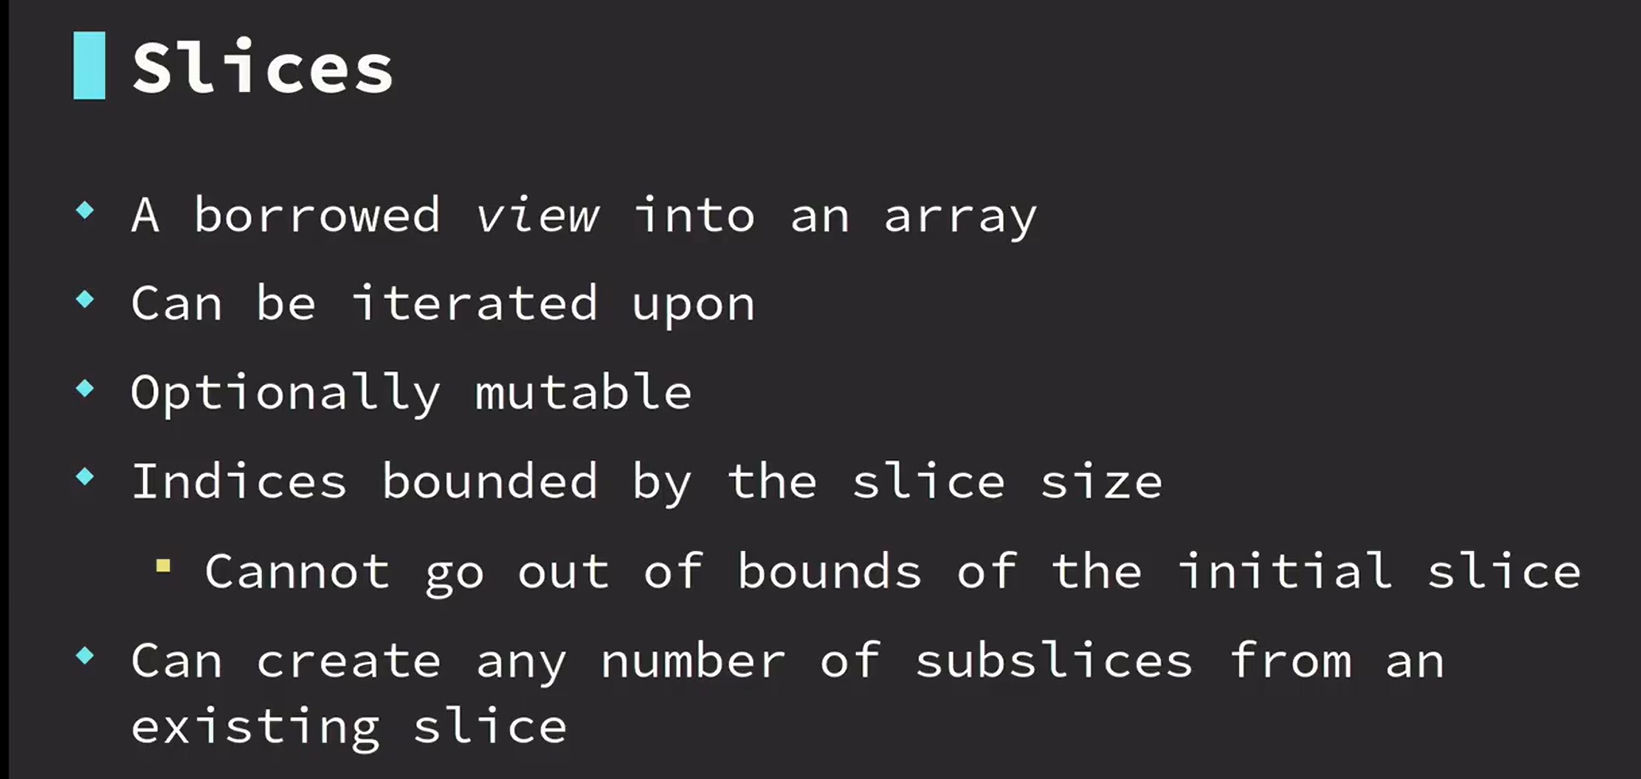 Slices
A borrowed view into an array
Can be iterated upon
Optionally mutable
Indices bounded by the slice size
Cannot go out of bounds of the initial slice
Can create any number of subslices from an
existing slice